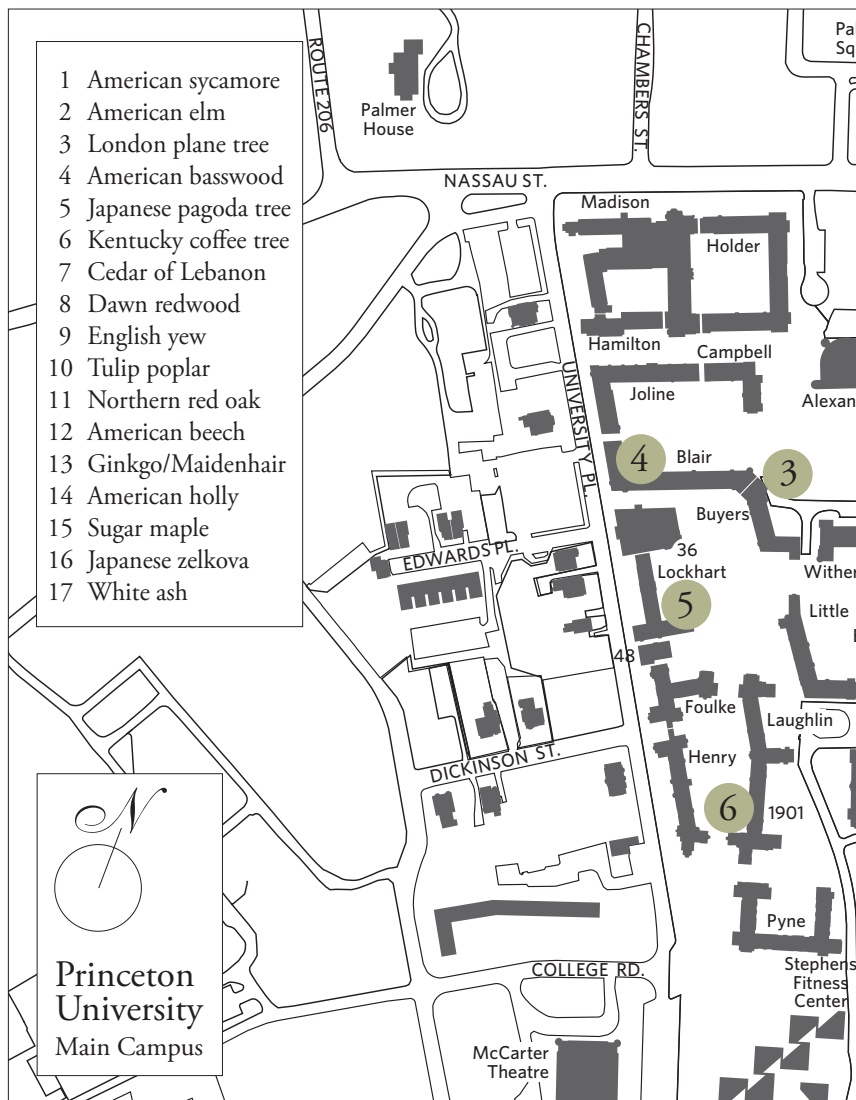 1 American sycamore
2 American elm
3 London plane tree
4 American basswood
5 Japanese pagoda tree
6 Kentucky coffee tree
7 Cedar of Lebanon
8 Dawn redwood
9 English yew
10 Tulip poplar
11 Northern red oak
12 American beech
13 Ginkgo/Maidenhair
14 American holly
15 Sugar maple
16 Japanese zelkova
17 White ash
ROUTE 206
Palmer
House
CHAMBERS ST.
Pal
Sq
NASSAU ST.
Madison
Holder
Hamilton
Campbell
UNIVERSITY PL.
Joline
Alexan
4
Blair
3
Buyers
EDWARDS PL.
36
Lockhart
Wither
5
Little
48
Foulke
Laughlin
DICKINSON ST.
Henry
6
1901
N
Pyne
Princeton
University
Main Campus
COLLEGE RD.
Stephens
Fitness
Center
McCarter
Theatre